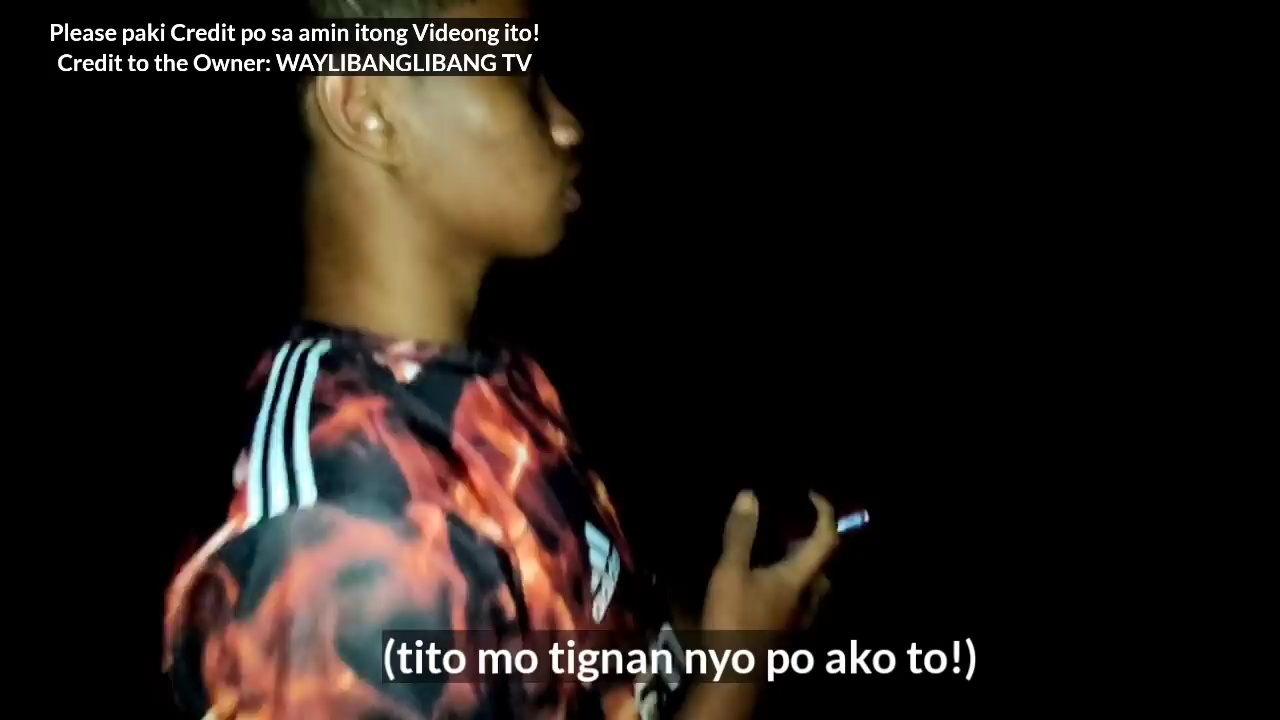 Please paki Credit po sa amin itong Videong ito!
Credit to the Owner: WAYLIBANGLIBANG TV
(tito mo tignan nyo po ako to!)